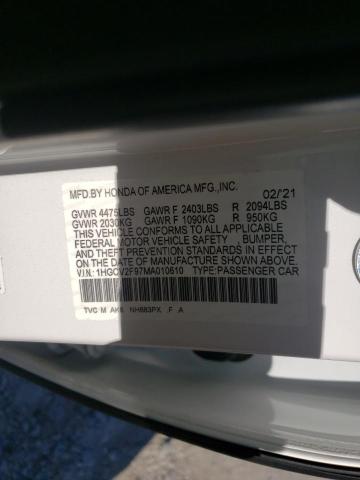 MFD.BY HONDA OF AMERICA MFG.,INC. 02/'21
GVWR 4475LBS GAWR F 2403LBS R 2094LBS
GVWR 2030KG GAWR F 1090KG R 950KG
THIS VEHICLE CONFORMS TO ALL APPLICABLE
FEDERAL MOTOR VEHICLE SAFETY , BUMPER,
AND THEFT PREVENTION STANDARDS IN EFFECT
ON THE DATE OF MANUFACTURE SHOWN ABOVE.
V.I.N.: 1HGCV2F97MA010610 TYPE:PASSENGER CAR
TVC M AK6 NH883PX F A